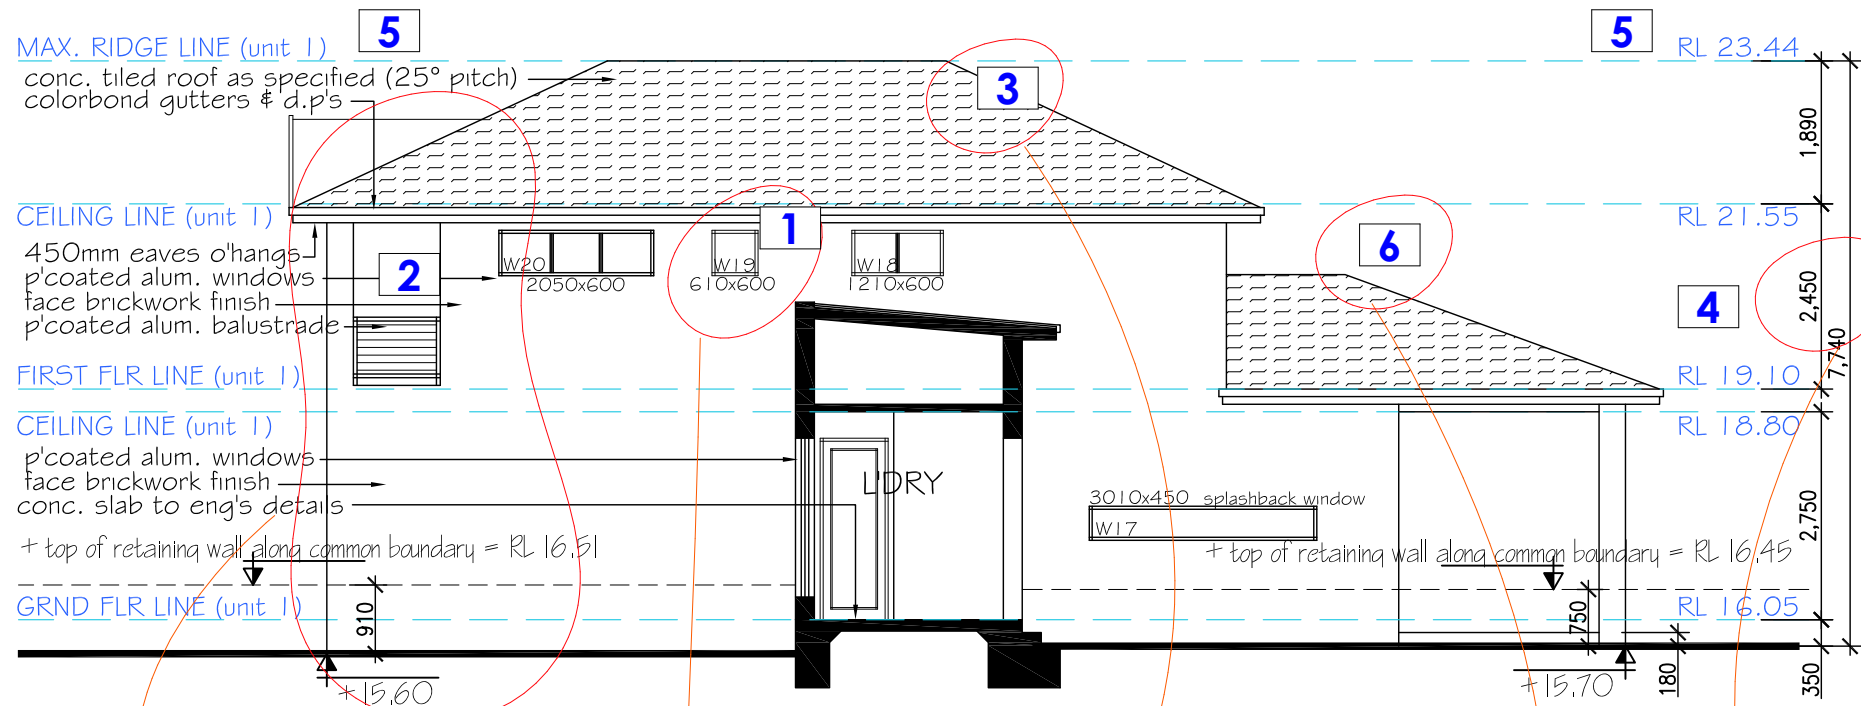 5
5
MAX. RIDGE LINE (unit 1)
RL 23.44
conc. tiled roof as specified (25° pitch)
colorbond gutters & d.p's
3
1,890
CEILING LINE (unit 1)
RL 21.55
1
6
450mm eaves o'hangs
p'coated alum. windows
face brickwork finish
p'coated alum. balustrade
2
W20
2050x600
W19
610x600
W18
1210x600
4
2,450
7,740
FIRST FLR LINE (unit 1)
RL 19.10
CEILING LINE (unit 1)
RL 18.80
p'coated alum. windows
face brickwork finish
conc. slab to eng's details
L'DRY
3010x450 splashback window
W17
2,750
+ top of retaining wall along common boundary = RL 16.51
+ top of retaining wall along common boundary = RL 16.45
GRND FLR LINE (unit 1)
RL 16.05
910
750
+15.60
+15.70
180
350